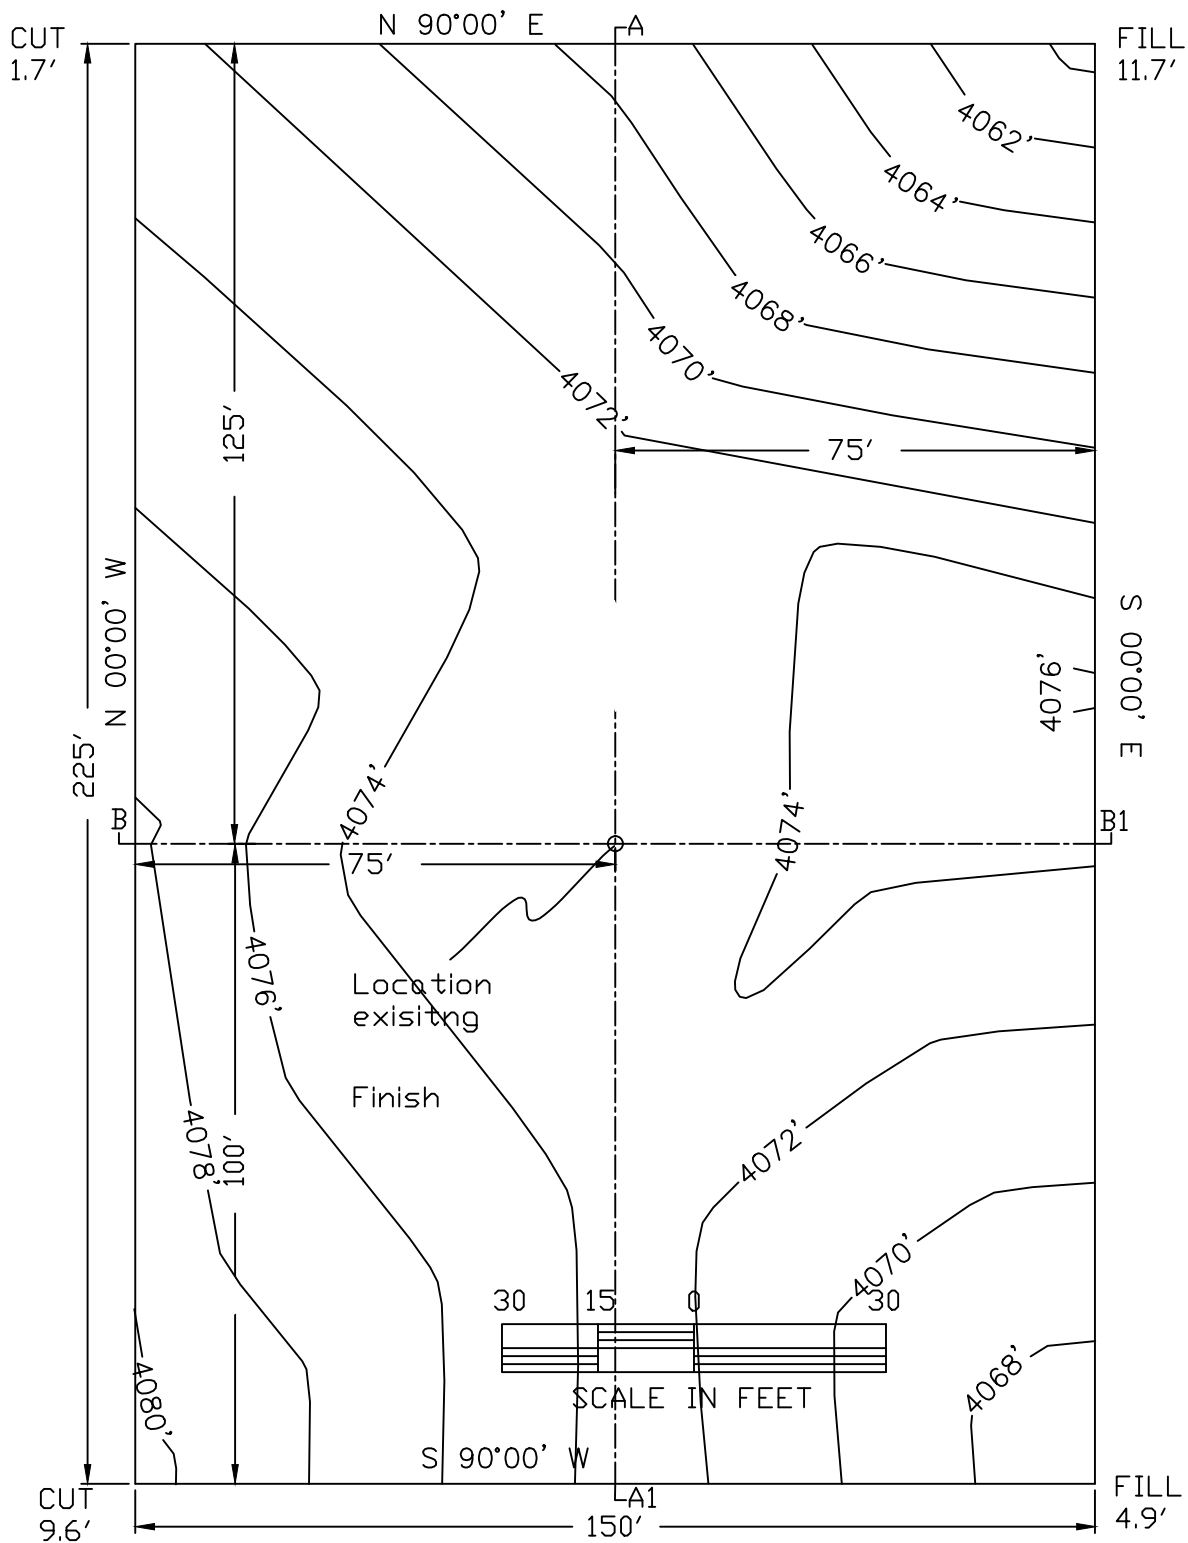 N 90°00' E
A
CUT
1.7'
FILL
11.7'
4062'
4064'
4066'
4068'
4070'
4072'
125'
75'
N 00°00' W
S 00°00' E
4076'
225'
4074'
4074'
B
B1
75'
4076'
Location
exisitng
Finish
4078'
100'
4072'
4070'
30
15
0
30
4080'
4068'
SCALE IN FEET
S 90°00' W
CUT
9.6'
A1
150'
FILL
4.9'